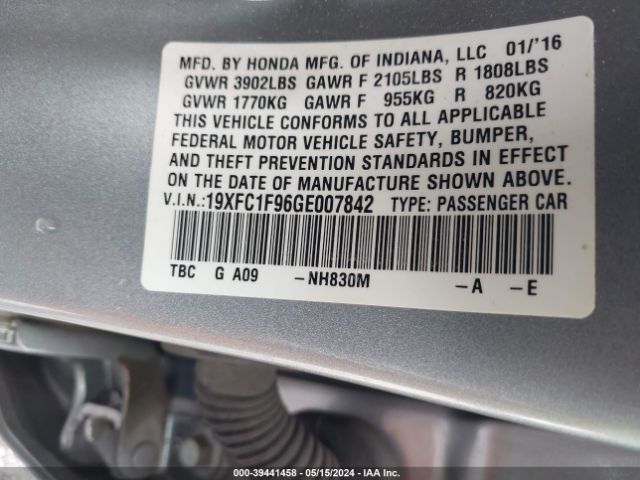 MFD. BY HONDA MFG. OF INDIANA, LLC 01/'16
GVWR 3902LBS GAWR F 2105LBS R 1808LBS
GVWR 1770KG GAWR F 955KG R 820KG
THIS VEHICLE CONFORMS TO ALL APPLICABLE
FEDERAL MOTOR VEHICLE SAFETY, BUMPER,
AND THEFT PREVENTION STANDARDS IN EFFECT
ON THE DATE OF MANUFACTURE SHOWN ABOVE.
V.I.N.:19XFC1F96GE007842 TYPE: PASSENGER CAR
TBC G A09 -NH830M -A -E
000-39441458 - 05/15/2024 - IAA Inc.